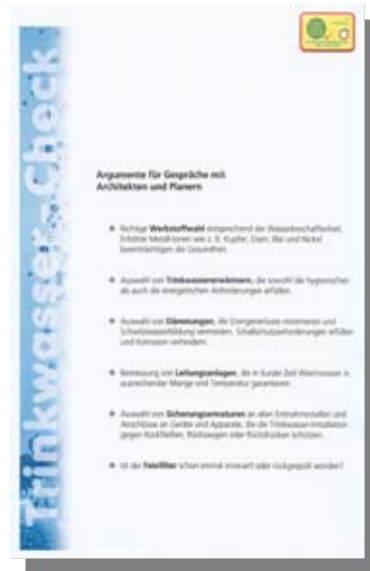 Trinkwasser-Check
Argumente für Gespräche mit
Architekten und Planern
Richtige Werkstoffwahl entsprechend der Wasserbeschaffenheit.
Erhöhte Metall-Ionen wie z. B. Kupfer, Eisen, Blei und Nickel
beeinträchtigen die Gesundheit.
Auswahl von Trinkwassererwärmern, die sowohl die hygienischen
als auch die energetischen Anforderungen erfüllen.
Auswahl von Dämmungen, die Energieverluste minimieren und
Schwitzwasserbildung vermeiden, Schallschutzanforderungen erfüllen
und Korrosion verhindern.
Bemessung von Leitungsanlagen, die in kurzer Zeit Warmwasser in
ausreichender Menge und Temperatur garantieren.
Auswahl von Sicherungsarmaturen an allen Entnahmestellen und
Anschlüsse an Geräte und Apparate, die die Trinkwasser-Installation
gegen Rückfließen, Rücksaugen oder Rückdrücken schützen.
Ist der Feinfilter schon einmal erneuert oder rückgespült worden?